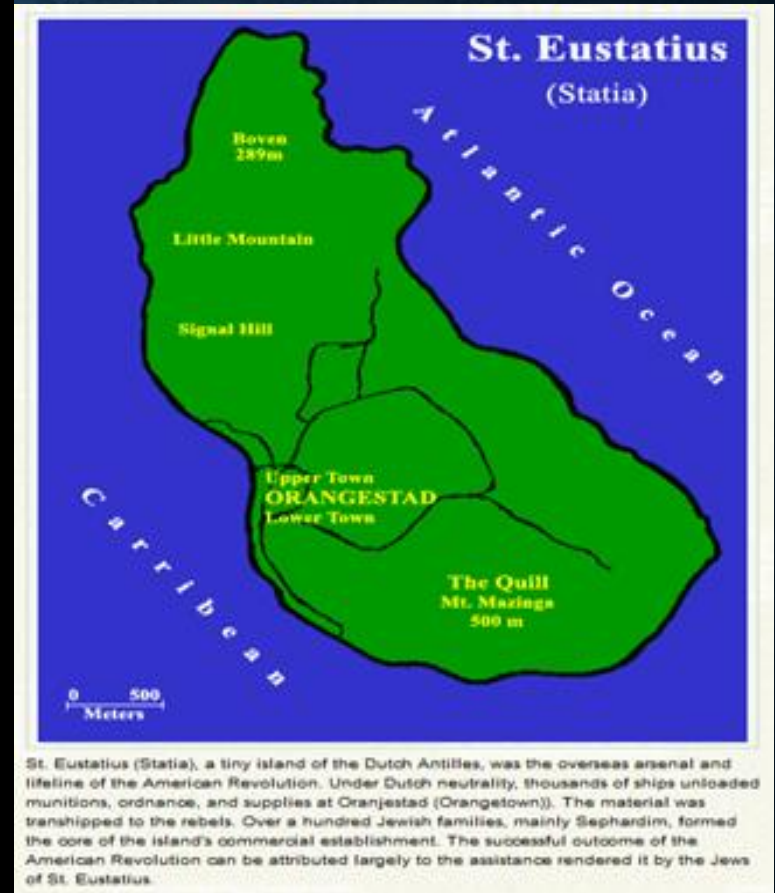 St. Eustatius
(Statia)
Atlantic Ocean
Boven
289m
Little Mountain
Signal Hill
Upper Town
ORANGESTAD
Lower Town
Carribean
The Quill
Mt. Mazinga
500 m
0 500
Meters
St. Eustatius (Statia), a tiny island of the Dutch Antilles, was the overseas arsenal and
lifeline of the American Revolution. Under Dutch neutrality, thousands of ships unloaded
munitions, ordnance, and supplies at Oranjestad (Orangetown)). The material was
transhipped to the rebels. Over a hundred Jewish families, mainly Sephardim, formed
the core of the island's commercial establishment. The successful outcome of the
American Revolution can be attributed largely to the assistance rendered it by the Jews
of St. Eustatius.